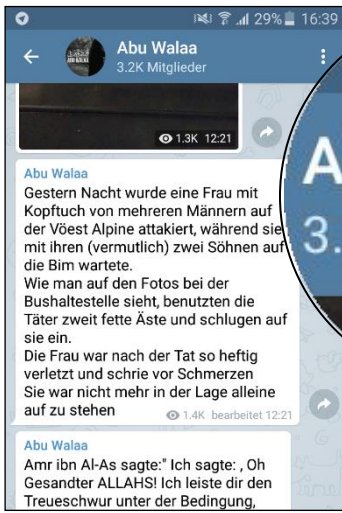 29% 16:39
Abu Walaa
3.2K Mitglieder
1.3K 12:21
Abu Walaa
Gestern Nacht wurde eine Frau mit
Kopftuch von mehreren Männern auf
der Vöest Alpine attakiert, während sie
mit ihren (vermutlich) zwei Söhnen auf
die Bim wartete.
Wie man auf den Fotos bei der
Bushaltestelle sieht, benutzten die
Täter zweit fette Äste und schlugen auf
sie ein.
Die Frau war nach der Tat so heftig
verletzt und schrie vor Schmerzen
Sie war nicht mehr in der Lage alleine
auf zu stehen
1.4K bearbeitet 12:21
Abu Walaa
Amr ibn Al-As sagte:" Ich sagte: , Oh
Gesandter ALLAHS! Ich leiste dir den
Treueschwur unter der Bedingung,
A
3.